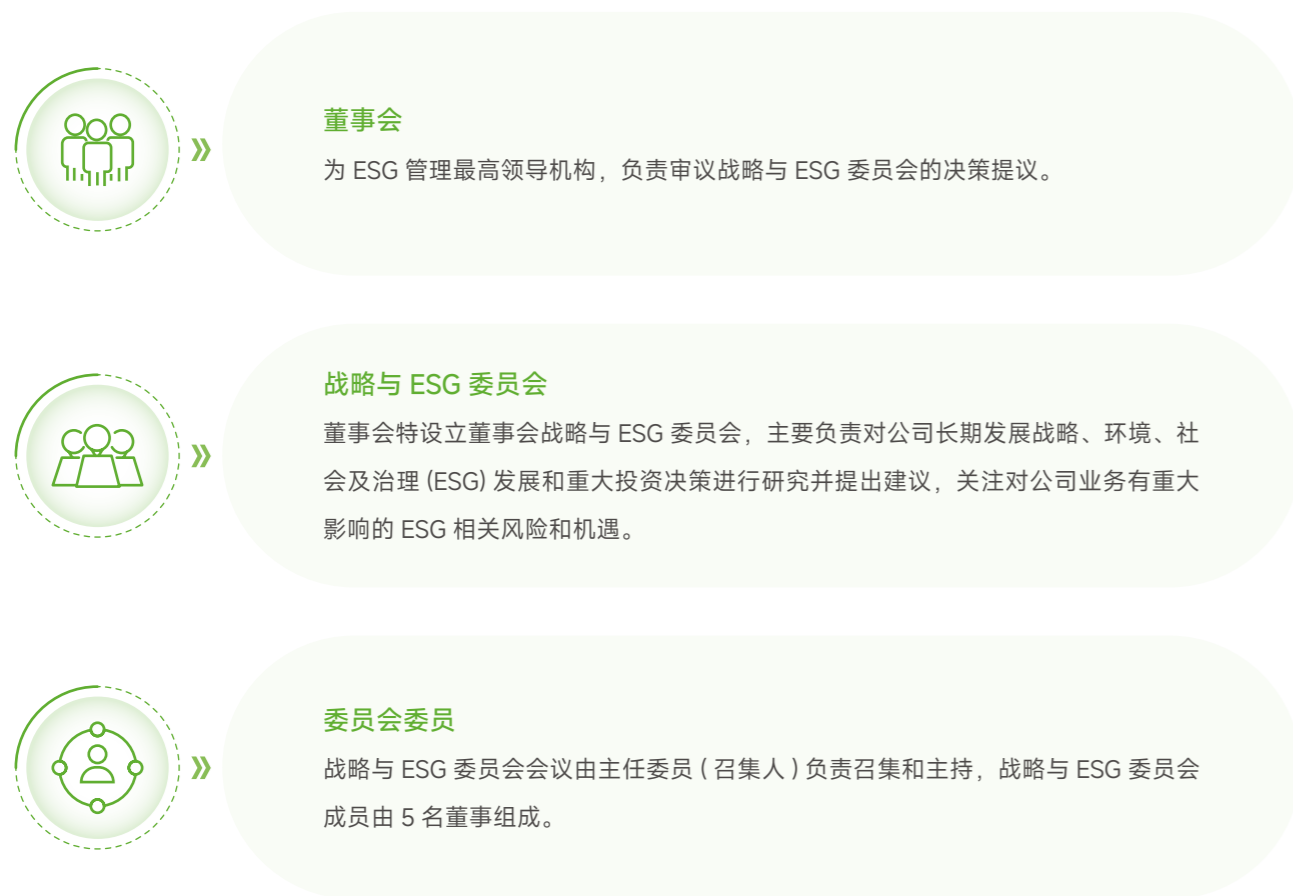 董事会
为 ESG 管理最高领导机构，负责审议战略与 ESG 委员会的决策提议。
战略与 ESG 委员会
董事会特设立董事会战略与 ESG 委员会，主要负责对公司长期发展战略、环境、社
会及治理 (ESG) 发展和重大投资决策进行研究并提出建议，关注对公司业务有重大
影响的 ESG 相关风险和机遇。
委员会委员
战略与 ESG 委员会会议由主任委员 ( 召集人 ) 负责召集和主持，战略与 ESG 委员会
成员由 5 名董事组成。